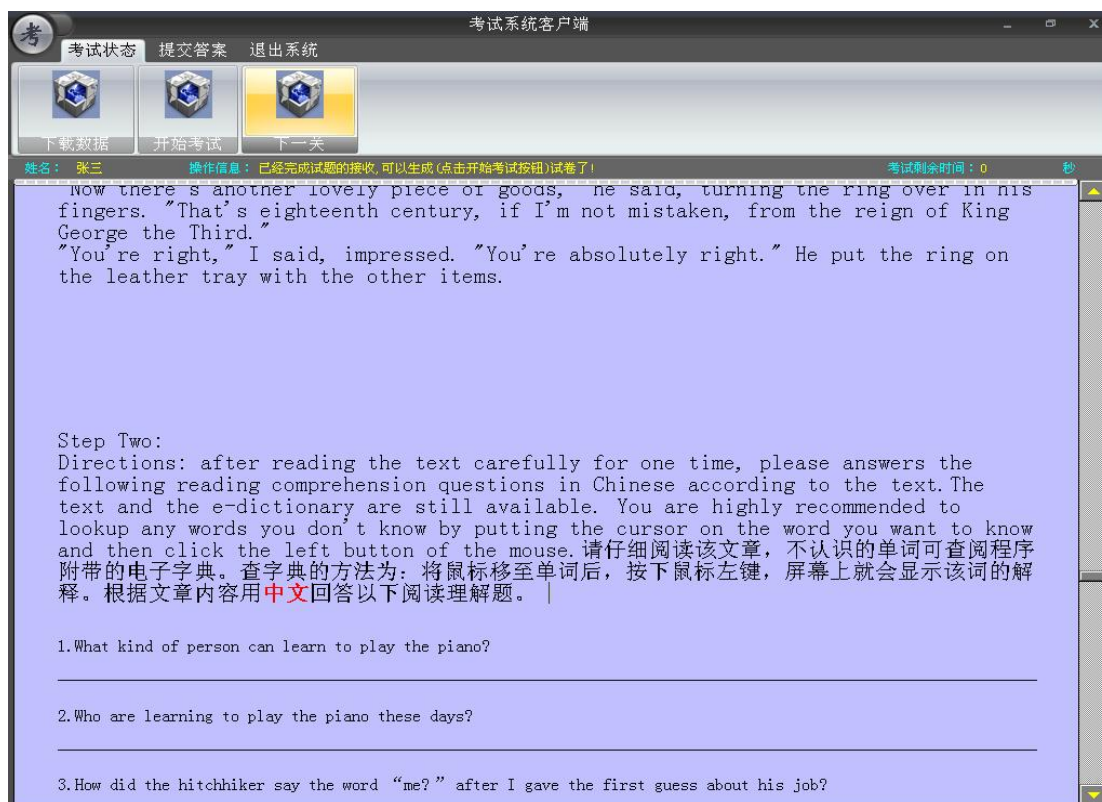 考试系统客户端
考
考试状态 提交答案 退出系统
下载数据 开始考试 下一关
姓名： 张三 操作信息：已经完成试题的接收,可以生成(点击开始考试按钮)试卷了! 考试剩余时间：0 秒
"Now there's another lovely piece of goods," he said, turning the ring over in his
fingers. "That's eighteenth century, if I'm not mistaken, from the reign of King
George the Third."
"You're right," I said, impressed. "You're absolutely right." He put the ring on
the leather tray with the other items.
Step Two:
Directions: after reading the text carefully for one time, please answers the
following reading comprehension questions in Chinese according to the text.The
text and the e-dictionary are still available. You are highly recommended to
lookup any words you don't know by putting the cursor on the word you want to know
and then click the left button of the mouse.请仔细阅读该文章，不认识的单词可查阅程序
附带的电子字典。查字典的方法为：将鼠标移至单词后，按下鼠标左键，屏幕上就会显示该词的解
释。根据文章内容用中文回答以下阅读理解题。
1.What kind of person can learn to play the piano?
2.Who are learning to play the piano these days?
3.How did the hitchhiker say the word “me?” after I gave the first guess about his job?